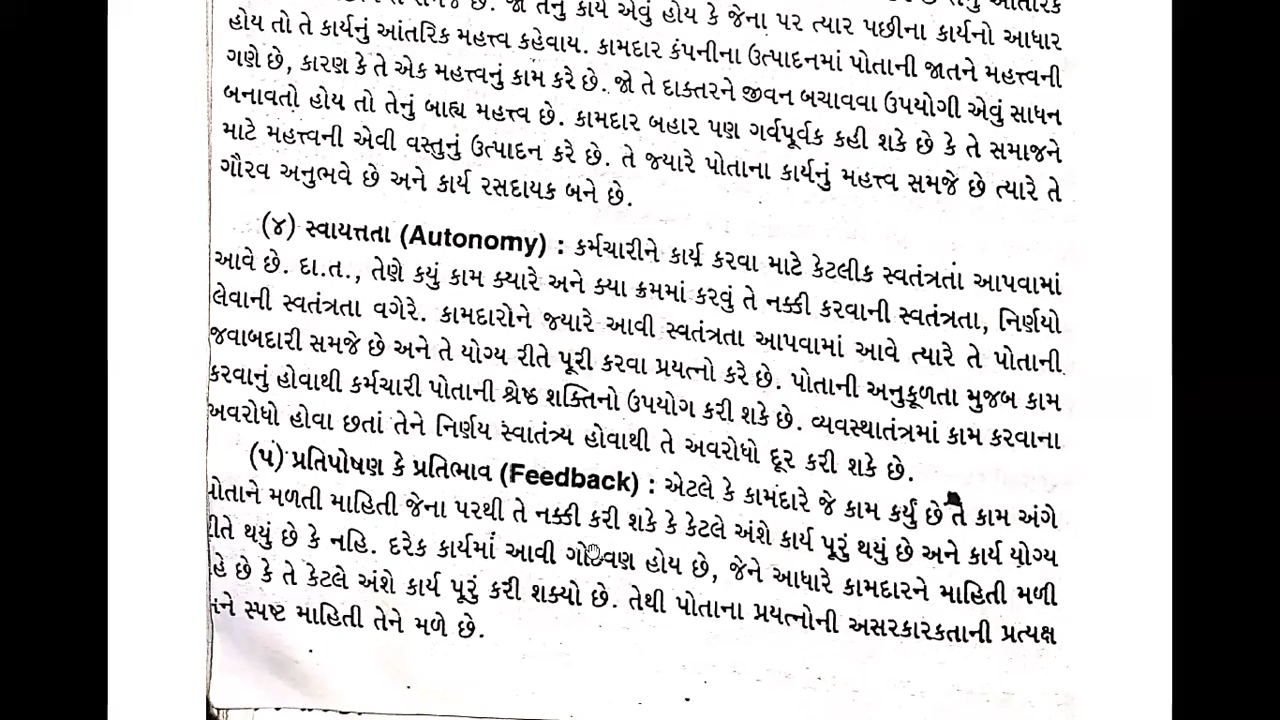 સમજે છે. જો તેનું કાર્ય એવું હોય કે જેના પર ત્યાર પછીના કાર્યનો આધાર
હોય તો તે કાર્યનું આંતરિક મહત્ત્વ કહેવાય. કામદાર કંપનીના ઉત્પાદનમાં પોતાની જાતને મહત્ત્વની
ગણે છે, કારણ કે તે એક મહત્ત્વનું કામ કરે છે. જો તે દાક્તરને જીવન બચાવવા ઉપયોગી એવું સાધન
બનાવતો હોય તો તેનું બાહ્ય મહત્ત્વ છે. કામદાર બહાર પણ ગર્વપૂર્વક કહી શકે છે કે તે સમાજને
માટે મહત્ત્વની એવી વસ્તુનું ઉત્પાદન કરે છે. તે જ્યારે પોતાના કાર્યનું મહત્ત્વ સમજે છે ત્યારે તે
ગૌરવ અનુભવે છે અને કાર્ય રસદાયક બને છે.
(૪) સ્વાયત્તતા (Autonomy) : કર્મચારીને કાર્ય કરવા માટે કેટલીક સ્વતંત્રતા આપવામાં
આવે છે. દા.ત., તેણે કયું કામ ક્યારે અને ક્યા ક્રમમાં કરવું તે નક્કી કરવાની સ્વતંત્રતા, નિર્ણયો
લેવાની સ્વતંત્રતા વગેરે. કામદારોને જ્યારે આવી સ્વતંત્રતા આપવામાં આવે ત્યારે તે પોતાની
જવાબદારી સમજે છે અને તે યોગ્ય રીતે પૂરી કરવા પ્રયત્નો કરે છે. પોતાની અનુકૂળતા મુજબ કામ
કરવાનું હોવાથી કર્મચારી પોતાની શ્રેષ્ઠ શક્તિનો ઉપયોગ કરી શકે છે. વ્યવસ્થાતંત્રમાં કામ કરવાના
અવરોધો હોવા છતાં તેને નિર્ણય સ્વાતંત્ર્ય હોવાથી તે અવરોધો દૂર કરી શકે છે.
(૫) પ્રતિપોષણ કે પ્રતિભાવ (Feedback) : એટલે કે કામદારે જે કામ કર્યું છે તે કામ અંગે
પોતાને મળતી માહિતી જેના પરથી તે નક્કી કરી શકે કે કેટલે અંશે કાર્ય પૂરું થયું છે અને કાર્ય યોગ્ય
રીતે થયું છે કે નહિ. દરેક કાર્યમાં આવી ગોઠવણ હોય છે, જેને આધારે કામદારને માહિતી મળી
રહે છે કે તે કેટલે અંશે કાર્ય પૂરું કરી શક્યો છે. તેથી પોતાના પ્રયત્નોની અસરકારકતાની પ્રત્યક્ષ
અને સ્પષ્ટ માહિતી તેને મળે છે.